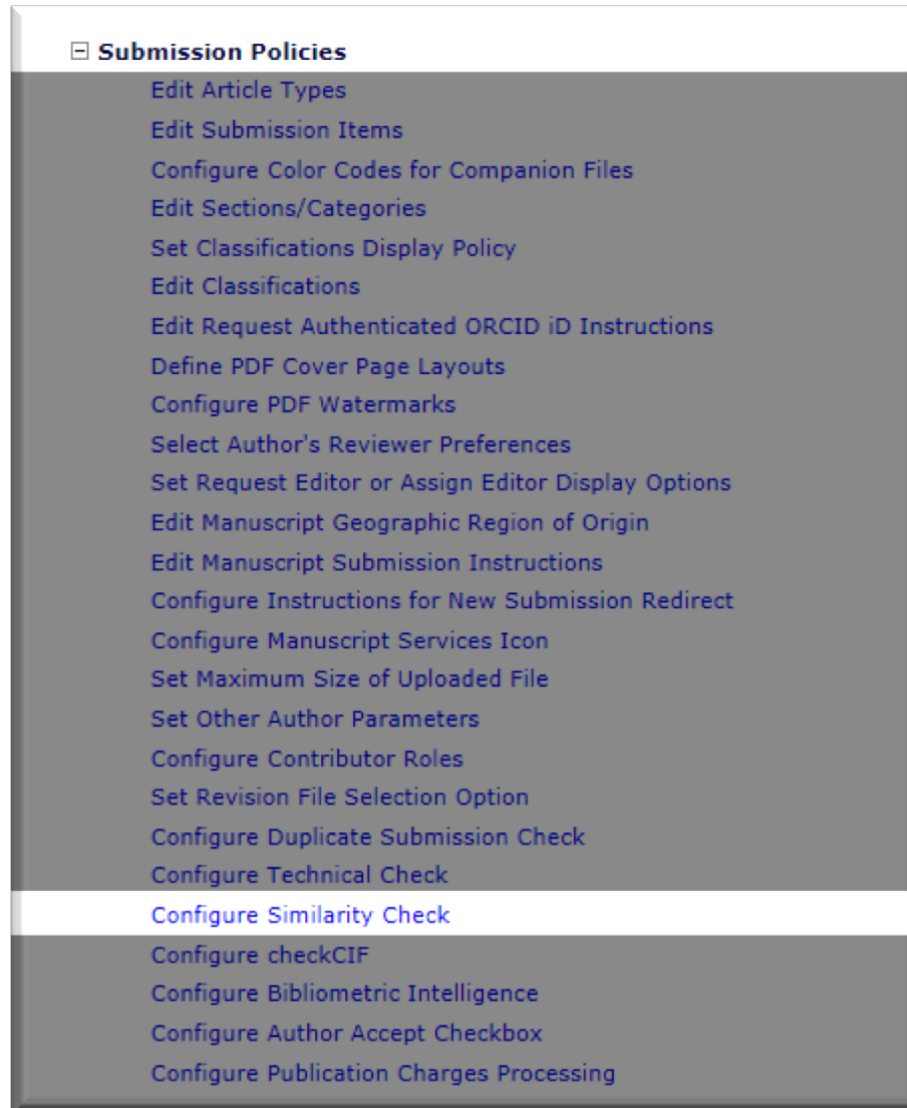 Submission Policies
Edit Article Types
Edit Submission Items
Configure Color Codes for Companion Files
Edit Sections/Categories
Set Classifications Display Policy
Edit Classifications
Edit Request Authenticated ORCID iD Instructions
Define PDF Cover Page Layouts
Configure PDF Watermarks
Select Author's Reviewer Preferences
Set Request Editor or Assign Editor Display Options
Edit Manuscript Geographic Region of Origin
Edit Manuscript Submission Instructions
Configure Instructions for New Submission Redirect
Configure Manuscript Services Icon
Set Maximum Size of Uploaded File
Set Other Author Parameters
Configure Contributor Roles
Set Revision File Selection Option
Configure Duplicate Submission Check
Configure Technical Check
Configure Similarity Check
Configure checkCIF
Configure Bibliometric Intelligence
Configure Author Accept Checkbox
Configure Publication Charges Processing